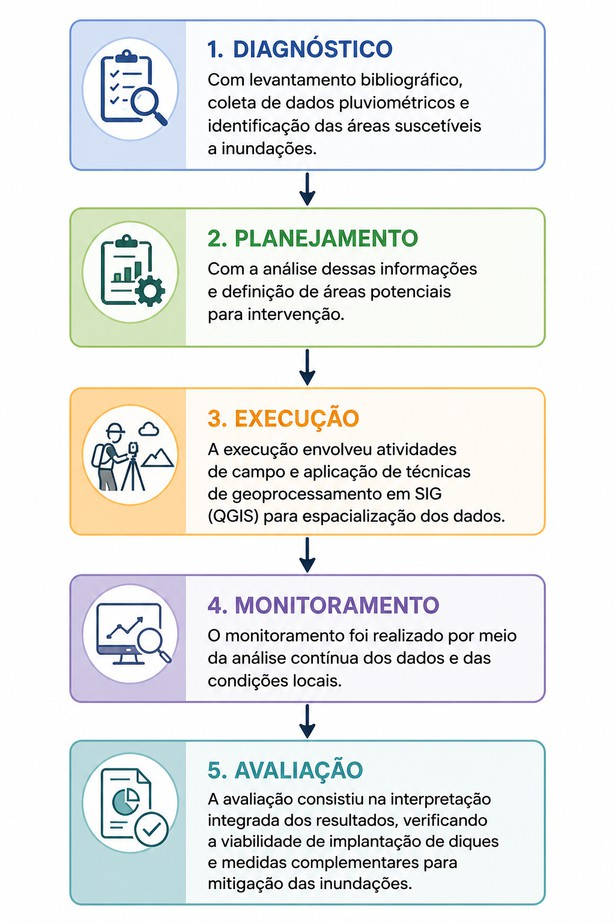 1. DIAGNÓSTICO
Com levantamento bibliográfico,
coleta de dados pluviométricos e
identificação das áreas suscetíveis
a inundações.
2. PLANEJAMENTO
Com a análise dessas informações
e definição de áreas potenciais
para intervenção.
3. EXECUÇÃO
A execução envolveu atividades
de campo e aplicação de técnicas
de geoprocessamento em SIG
(QGIS) para espacialização dos dados.
4. MONITORAMENTO
O monitoramento foi realizado por meio
da análise contínua dos dados e das
condições locais.
5. AVALIAÇÃO
A avaliação consistiu na interpretação
integrada dos resultados, verificando
a viabilidade de implantação de diques
e medidas complementares para
mitigação das inundações.